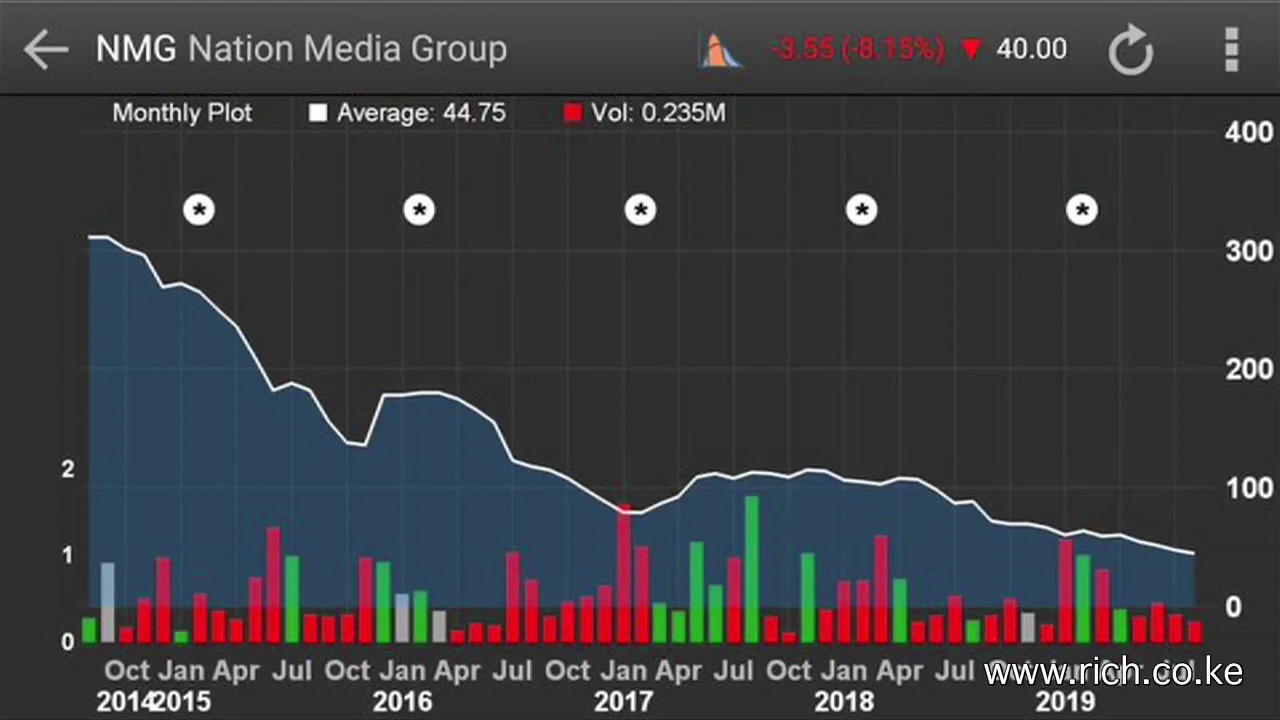 NMG Nation Media Group -3.55 (-8.15%) ▼ 40.00
Monthly Plot Average: 44.75 Vol: 0.235M
400
* * * * *
300
200
2
100
1
0
0
Oct Jan Apr Jul Oct Jan Apr Jul Oct Jan Apr Jul Oct Jan Apr Jul
www.rich.co.ke
2014 2015 2016 2017 2018 2019